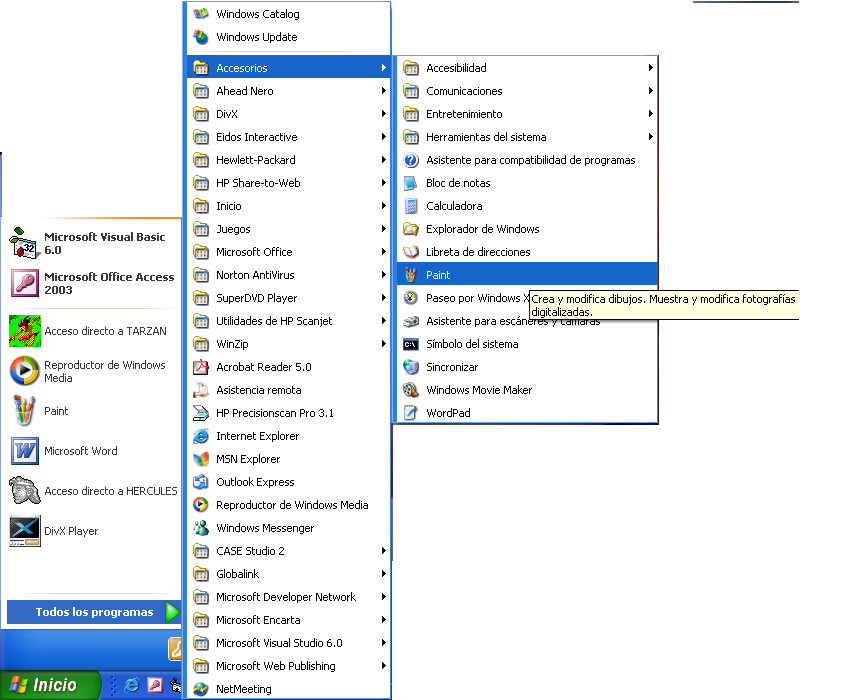 Microsoft Visual Basic
6.0
Microsoft Office Access
2003
Acceso directo a TARZAN
Reproductor de Windows
Media
Paint
Microsoft Word
Acceso directo a HERCULES
DivX Player
Todos los programas
Inicio
Windows Catalog
Windows Update
Accesorios
Ahead Nero
DivX
Eidos Interactive
Hewlett-Packard
HP Share-to-Web
Inicio
Juegos
Microsoft Office
Norton AntiVirus
SuperDVD Player
Utilidades de HP Scanjet
WinZip
Acrobat Reader 5.0
Asistencia remota
HP Precisionscan Pro 3.1
Internet Explorer
MSN Explorer
Outlook Express
Reproductor de Windows Media
Windows Messenger
CASE Studio 2
Globalink
Microsoft Developer Network
Microsoft Encarta
Microsoft Visual Studio 6.0
Microsoft Web Publishing
NetMeeting
Accesibilidad
Comunicaciones
Entretenimiento
Herramientas del sistema
Asistente para compatibilidad de programas
Bloc de notas
Calculadora
Explorador de Windows
Libreta de direcciones
Paint
Paseo por Windows X
Crea y modifica dibujos. Muestra y modifica fotografías
digitalizadas.
Asistente para escáneres y cámaras
Símbolo del sistema
Sincronizar
Windows Movie Maker
WordPad